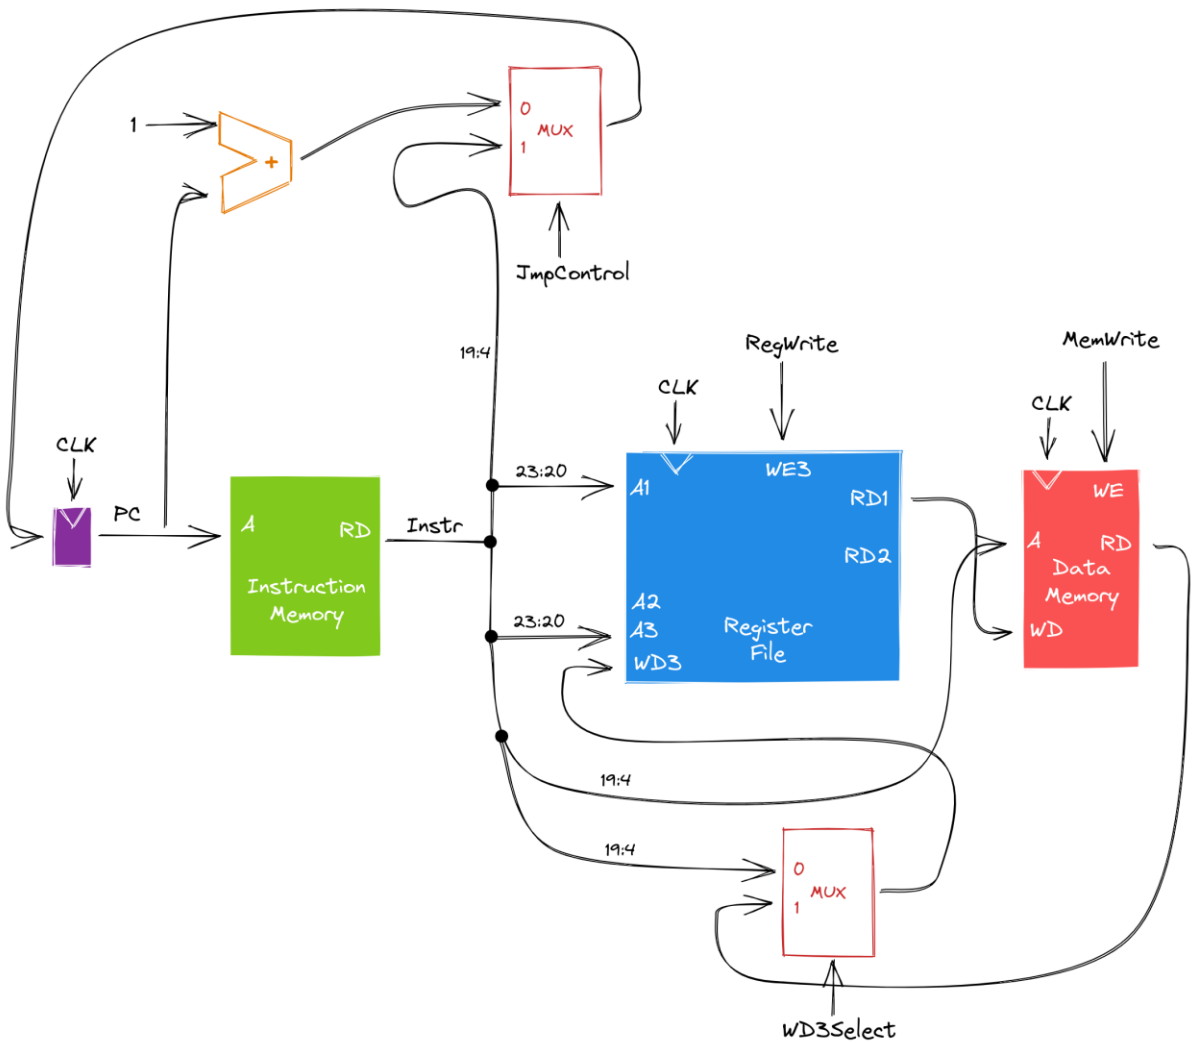 0
MUX
1
1
+
JmpControl
19:4
RegWrite
MemWrite
CLK
CLK
CLK
PC
A
RD
Instruction
Memory
Instr
23:20
A1
WE3
RD1
RD2
A2
23:20
A3
WD3
Register
File
WE
A
RD
Data
Memory
WD
19:4
19:4
0
MUX
1
WD3Select